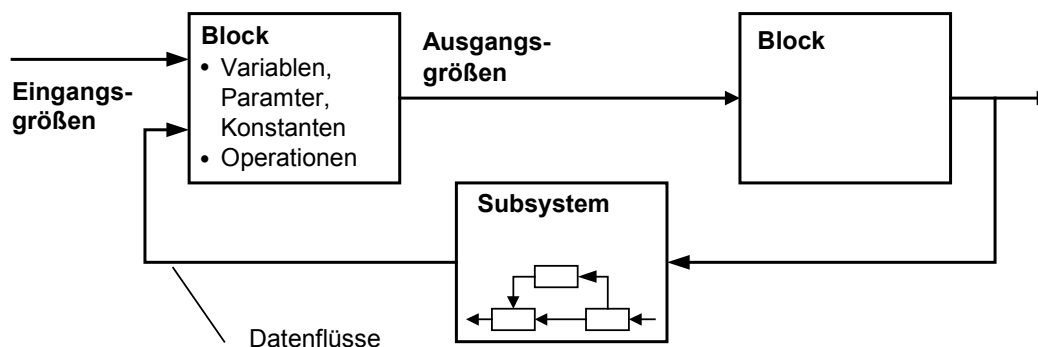 Block
• Variablen,
Paramter,
Konstanten
• Operationen
Eingangs-
größen
Ausgangs-
größen
Block
Subsystem
Datenflüsse